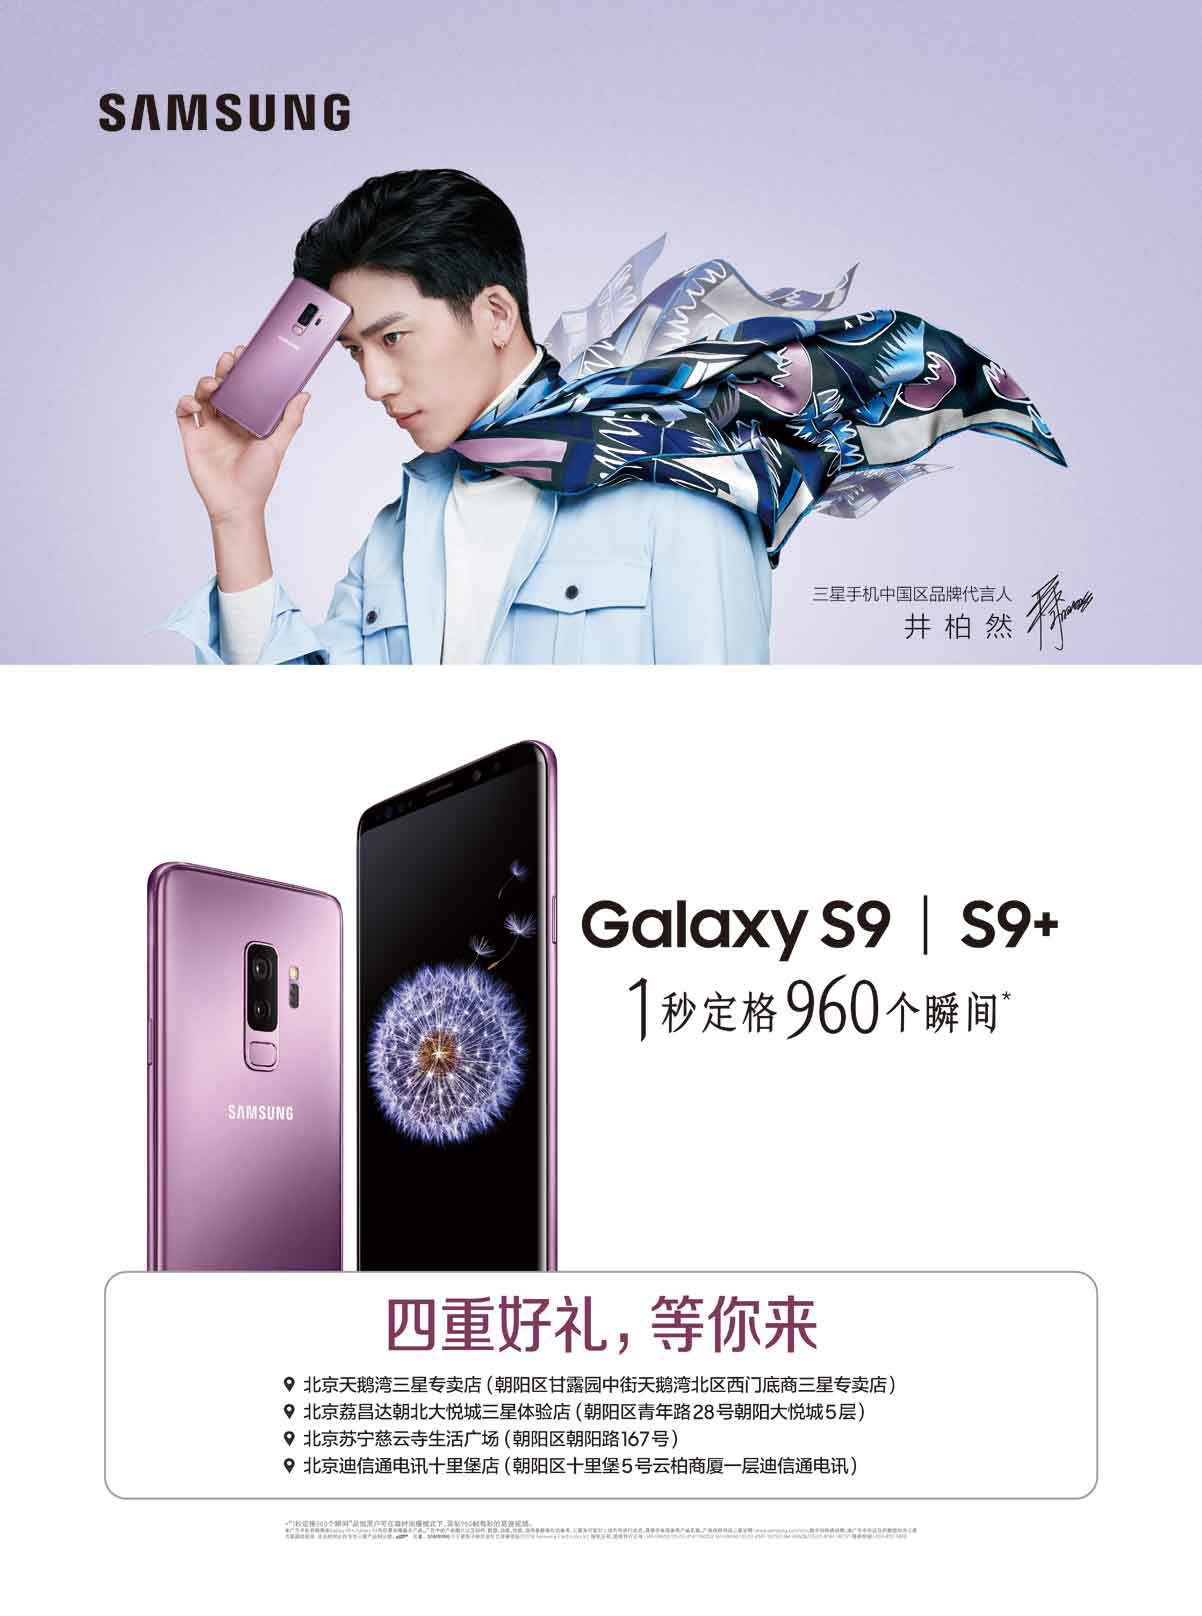 SAMSUNG
三星手机中国区品牌代言人
井柏然
Galaxy S9 | S9+
1秒定格960个瞬间*
SAMSUNG
四重好礼，等你来
北京天鹅湾三星专卖店（朝阳区甘露园中街天鹅湾北区西门底商三星专卖店）
北京荔昌达朝北大悦城三星体验店（朝阳区青年路28号朝阳大悦城5层）
北京苏宁慈云寺生活广场（朝阳区朝阳路167号）
北京迪信通电讯十里堡店（朝阳区十里堡5号云柏商厦一层迪信通电讯）